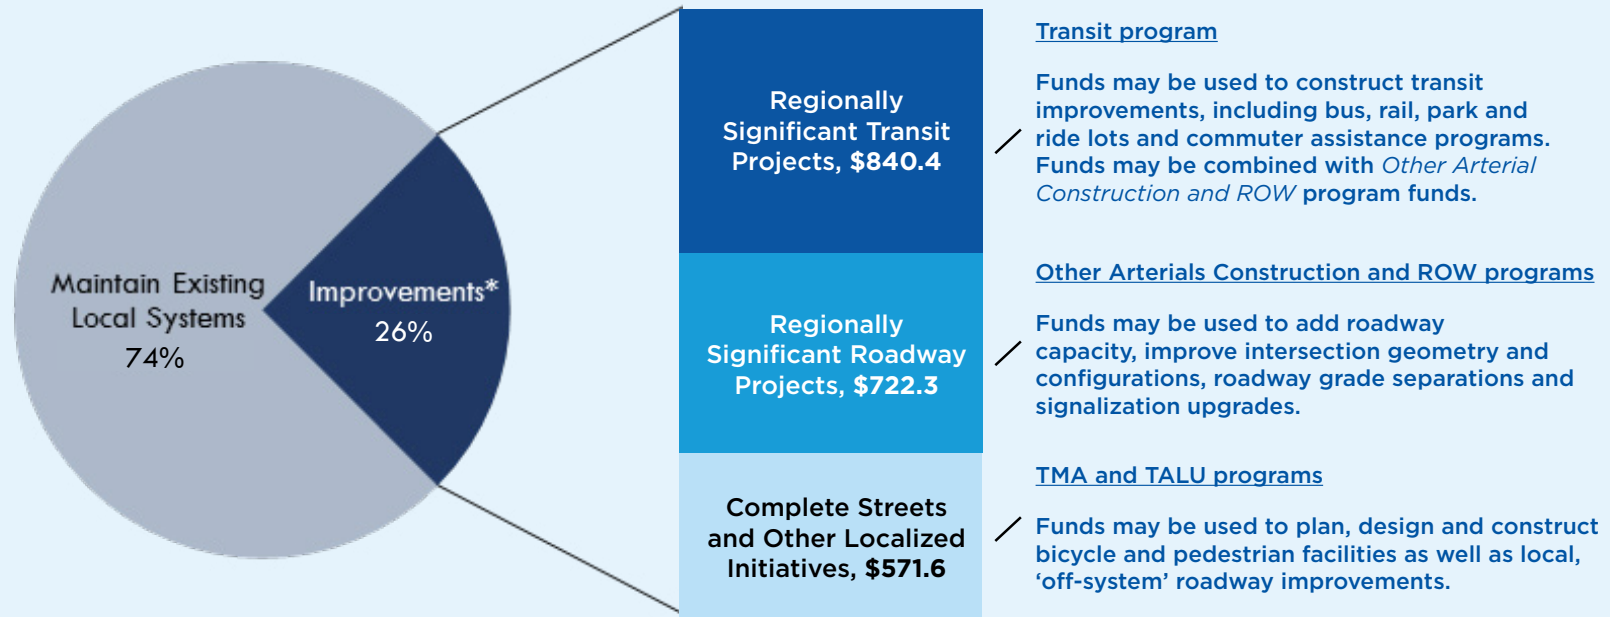 Maintain Existing
Local Systems
74%
Improvements*
26%
Regionally
Significant Transit
Projects, $840.4
Regionally
Significant Roadway
Projects, $722.3
Complete Streets
and Other Localized
Initiatives, $571.6
Transit program
Funds may be used to construct transit
improvements, including bus, rail, park and
ride lots and commuter assistance programs.
Funds may be combined with Other Arterial
Construction and ROW program funds.
Other Arterials Construction and ROW programs
Funds may be used to add roadway
capacity, improve intersection geometry and
configurations, roadway grade separations and
signalization upgrades.
TMA and TALU programs
Funds may be used to plan, design and construct
bicycle and pedestrian facilities as well as local,
‘off-system’ roadway improvements.